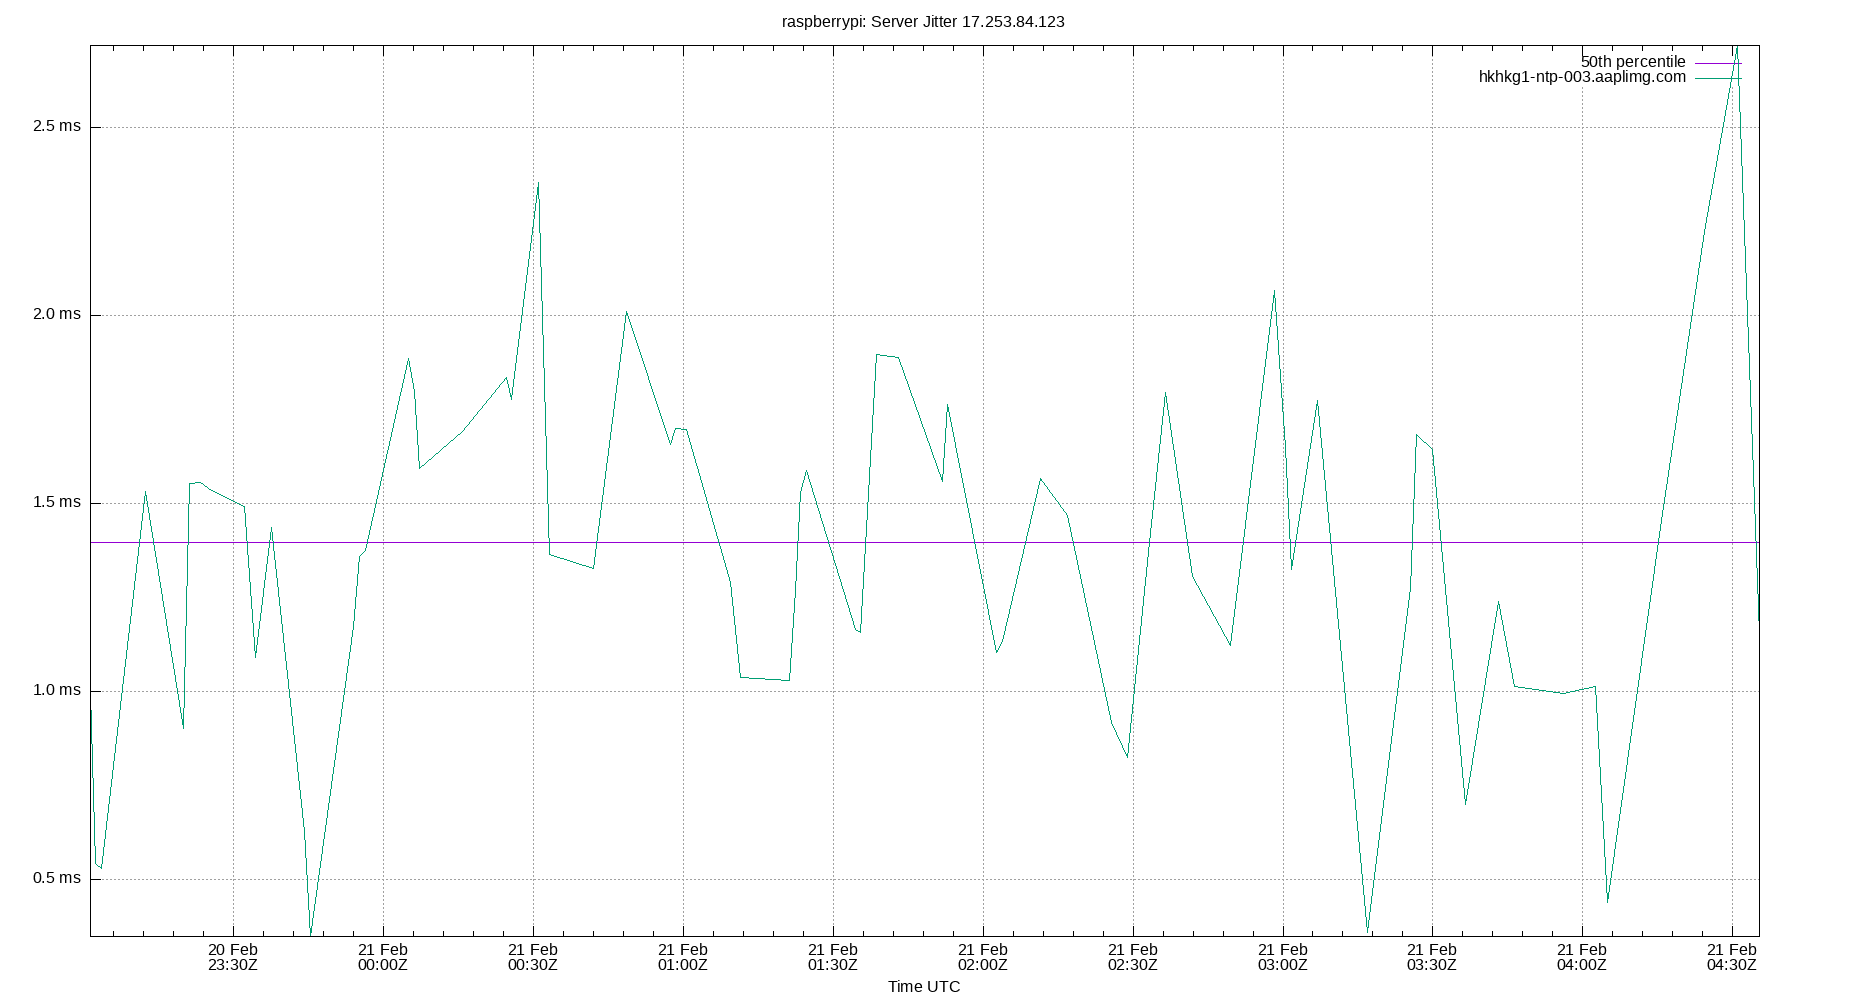 raspberrypi: Server Jitter 17.253.84.123
50th percentile
hkhkg1-ntp-003.aaplimg.com
2.5 ms
2.0 ms
1.5 ms
1.0 ms
0.5 ms
20 Feb 21 Feb 21 Feb 21 Feb 21 Feb 21 Feb 21 Feb 21 Feb 21 Feb 21 Feb 21 Feb
23:30Z 00:00Z 00:30Z 01:00Z 01:30Z 02:00Z 02:30Z 03:00Z 03:30Z 04:00Z 04:30Z
Time UTC